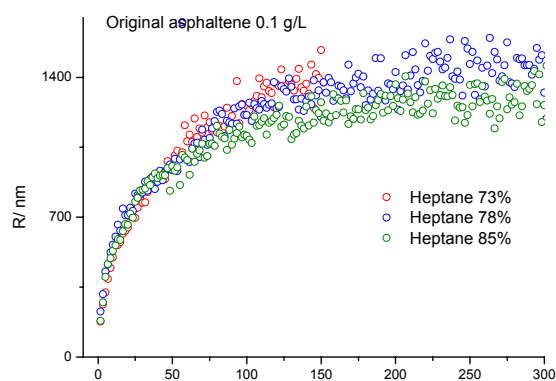 Original asphaltene 0.1 g/L
1400
700
0
R/ nm
Heptane 73%
Heptane 78%
Heptane 85%
0 50 100 150 200 250 300